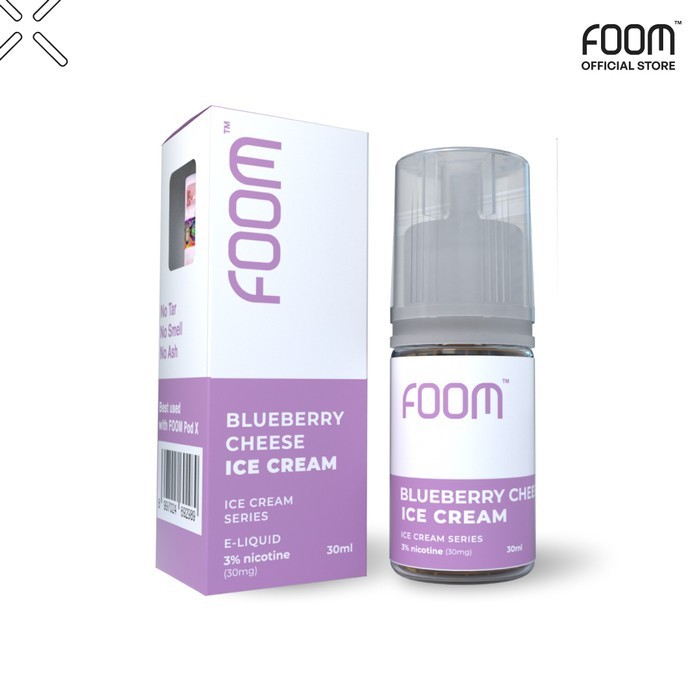 FOOM™
OFFICIAL STORE
FOOM™
No Tar
No Smell
No Ash
Best used
with FOOM Pod X
BLUEBERRY
CHEESE
ICE CREAM
ICE CREAM
SERIES
E-LIQUID
3% nicotine
(30mg)
30ml
FOOM™
BLUEBERRY CHEE
ICE CREAM
ICE CREAM SERIES
3% nicotine (30mg)
30ml